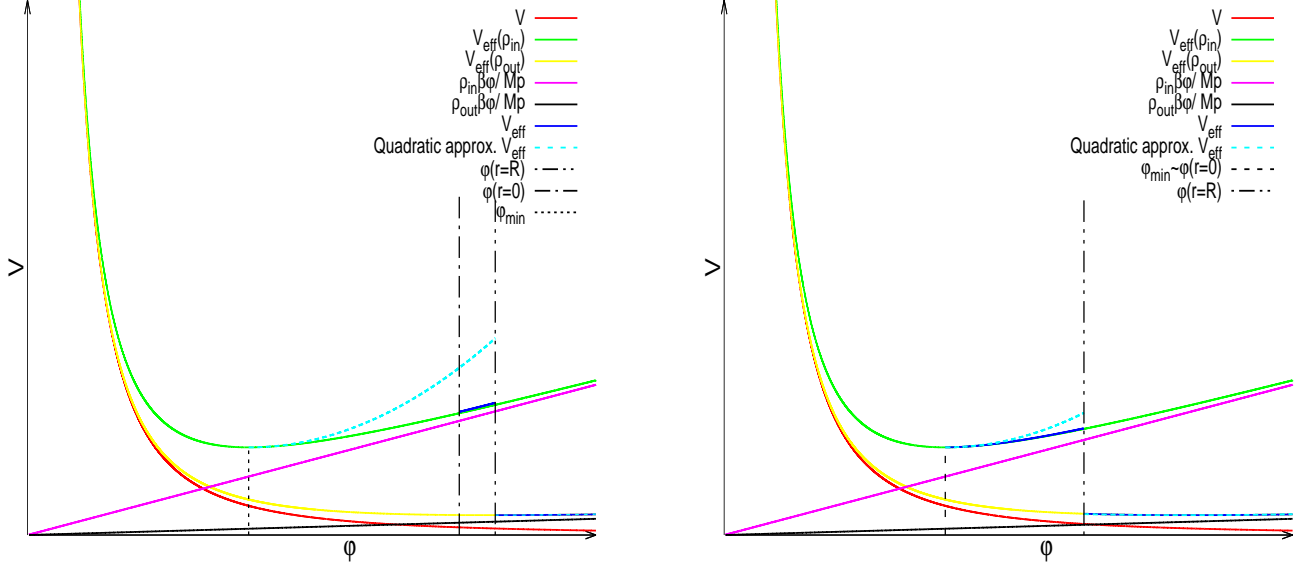 V
V_eff(ρ_in)
V_eff(ρ_out)
ρ_in βφ/ Mp
ρ_out βφ/ Mp
V_eff
Quadratic approx. V_eff
φ(r=R)
φ(r=0)
φ_min
V
φ
V
V_eff(ρ_in)
V_eff(ρ_out)
ρ_in βφ/ Mp
ρ_out βφ/ Mp
V_eff
Quadratic approx. V_eff
φ_min~φ(r=0)
φ(r=R)
V
φ